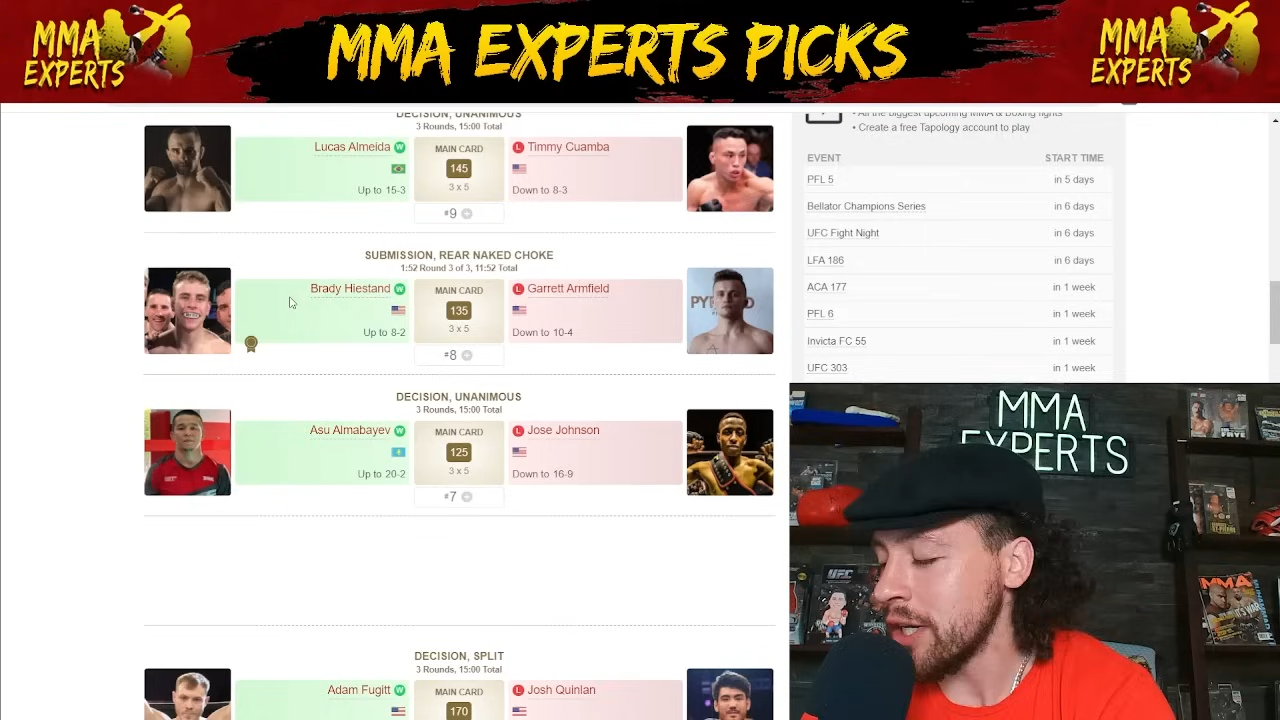 MMA EXPERTS
MMA EXPERTS PICKS
MMA EXPERTS
DECISION, UNANIMOUS
3 Rounds, 15:00 Total
Lucas Almeida W
MAIN CARD
L Timmy Cuamba
145
3 x 5
Up to 15-3
Down to 8-3
#9
SUBMISSION, REAR NAKED CHOKE
1:52 Round 3 of 3, 11:52 Total
Brady Hiestand W
MAIN CARD
L Garrett Armfield
135
3 x 5
Up to 8-2
Down to 10-4
#8
DECISION, UNANIMOUS
3 Rounds, 15:00 Total
Asu Almabayev W
MAIN CARD
L Jose Johnson
125
3 x 5
Up to 20-2
Down to 16-9
#7
DECISION, SPLIT
3 Rounds, 15:00 Total
Adam Fugitt W
MAIN CARD
L Josh Quinlan
170
• All the biggest upcoming MMA & Boxing fights
• Create a free Tapology account to play
EVENT START TIME
PFL 5 in 5 days
Bellator Champions Series in 6 days
UFC Fight Night in 6 days
LFA 186 in 6 days
ACA 177 in 1 week
PFL 6 in 1 week
Invicta FC 55 in 1 week
UFC 303 in 1 week
MMA
EXPERTS
UFC
MMA